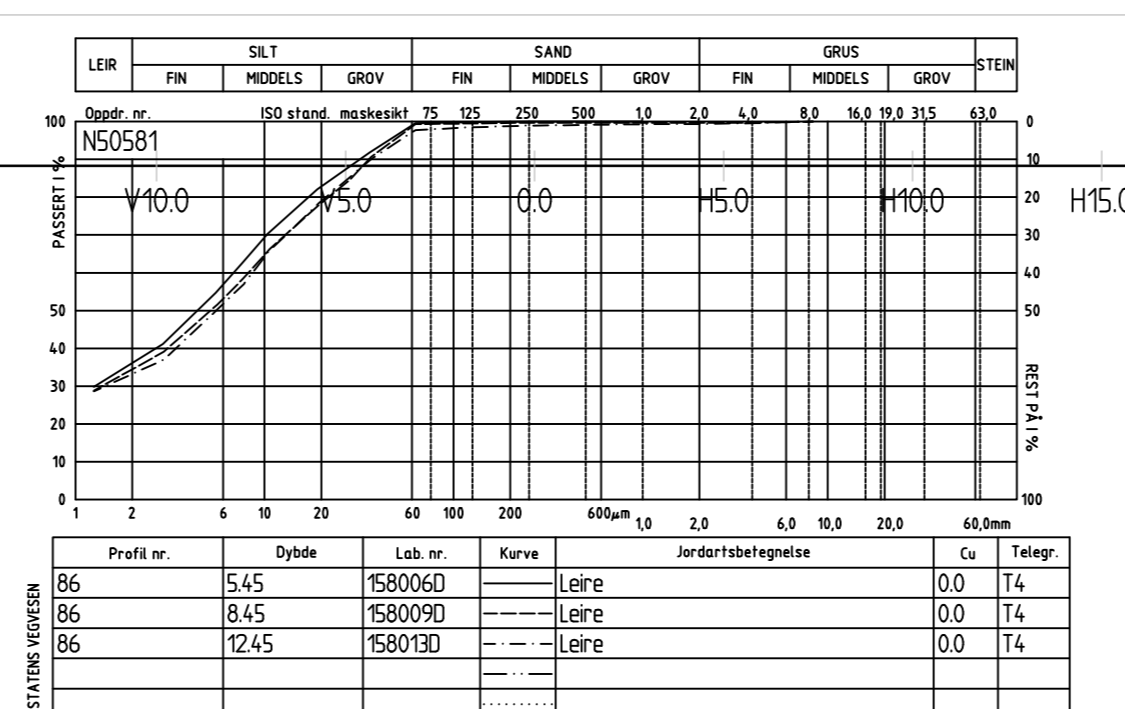 LEIR SILT SAND GRUS STEIN
FIN MIDDELS GROV FIN MIDDELS GROV FIN MIDDELS GROV
Oppdr. nr. ISO stand. maskesikt 75 125 250 500 1,0 2,0 4,0 8,0 16,0 19,0 31,5 63,0
100 0
N50581
10
V10.0 V5.0 0.0 H5.0 H10.0 H15.0
20
30
40
50 50
40
30
20
10
0 100
PASSERT I %
REST PÅ I %
1 2 6 10 20 60 100 200 600µm 1,0 2,0 6,0 10,0 20,0 60,0mm
Profil nr. Dybde Lab. nr. Kurve Jordartsbetegnelse Cu Telegr.
86 5.45 158006D Leire 0.0 T4
86 8.45 158009D Leire 0.0 T4
86 12.45 158013D Leire 0.0 T4
STATENS VEGVESEN